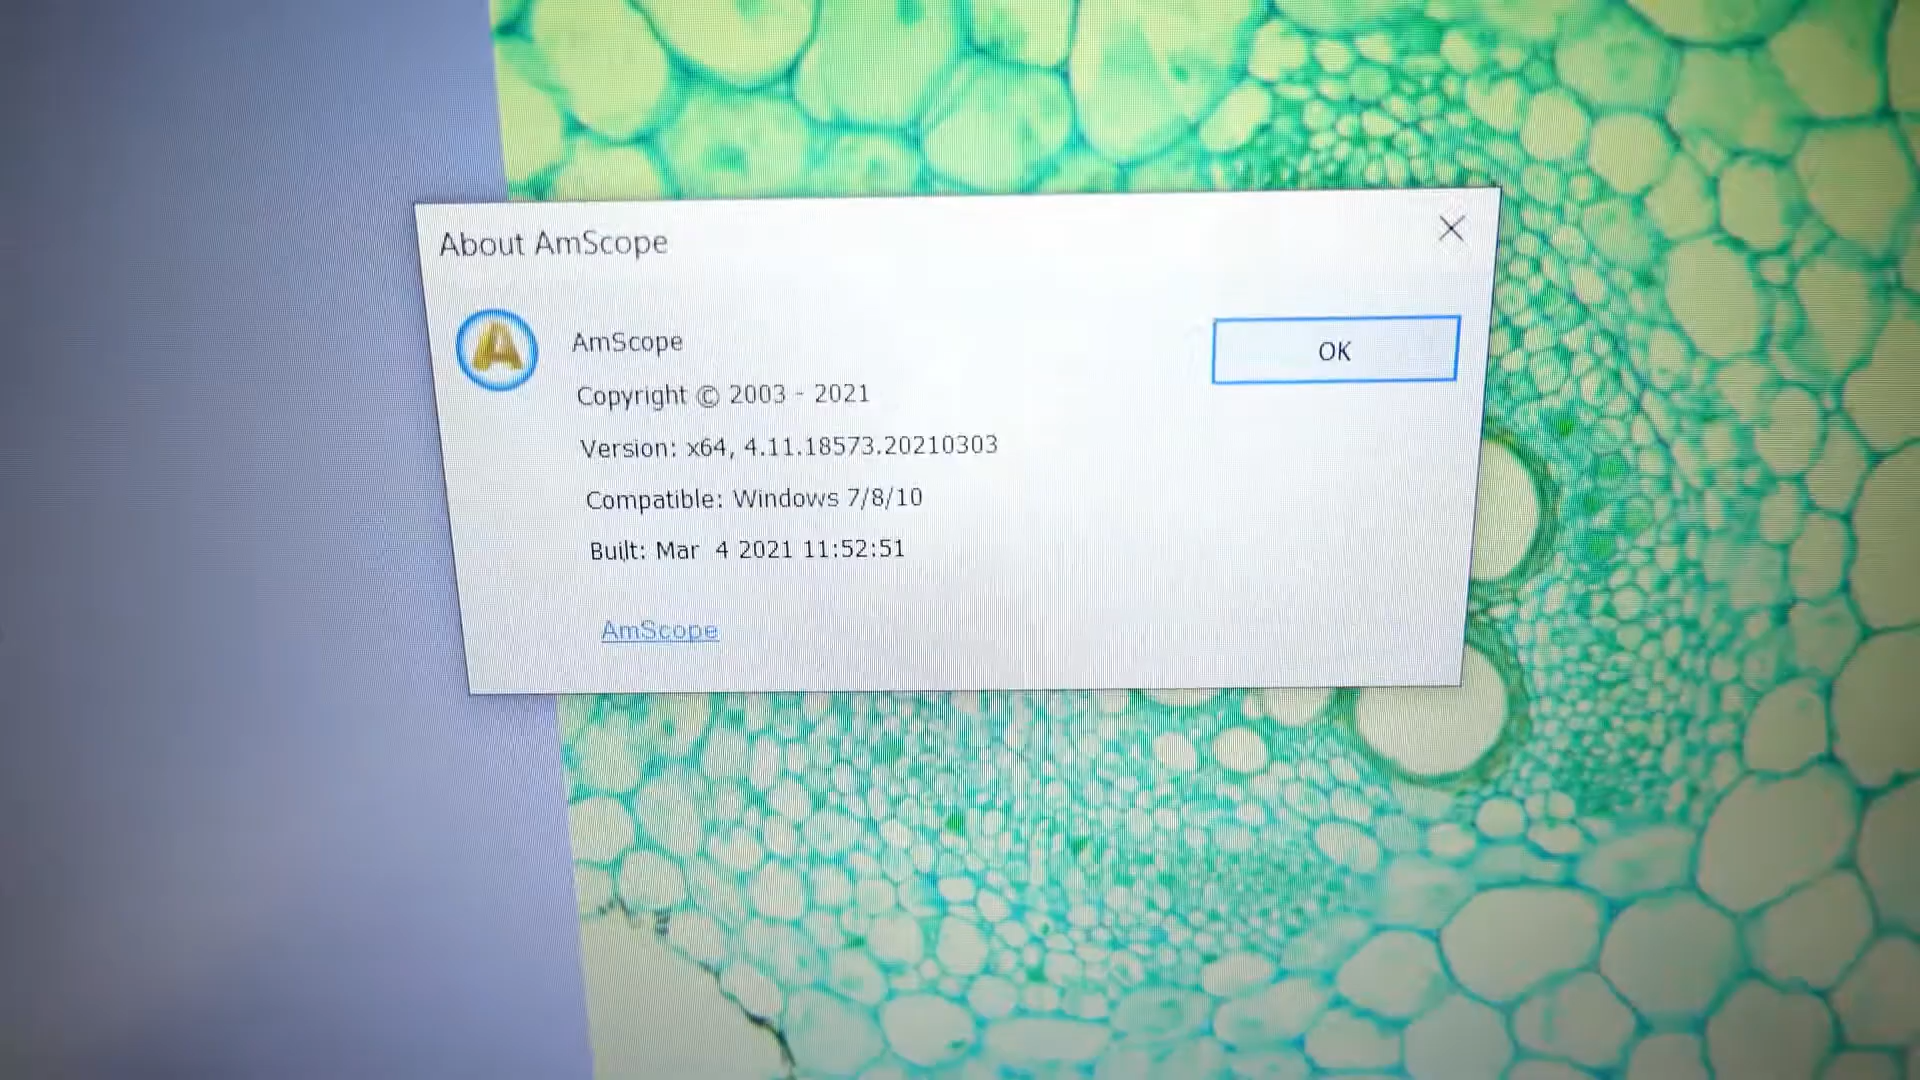 About AmScope
A
AmScope
OK
Copyright © 2003 - 2021
Version: x64, 4.11.18573.20210303
Compatible: Windows 7/8/10
Built: Mar  4 2021 11:52:51
AmScope